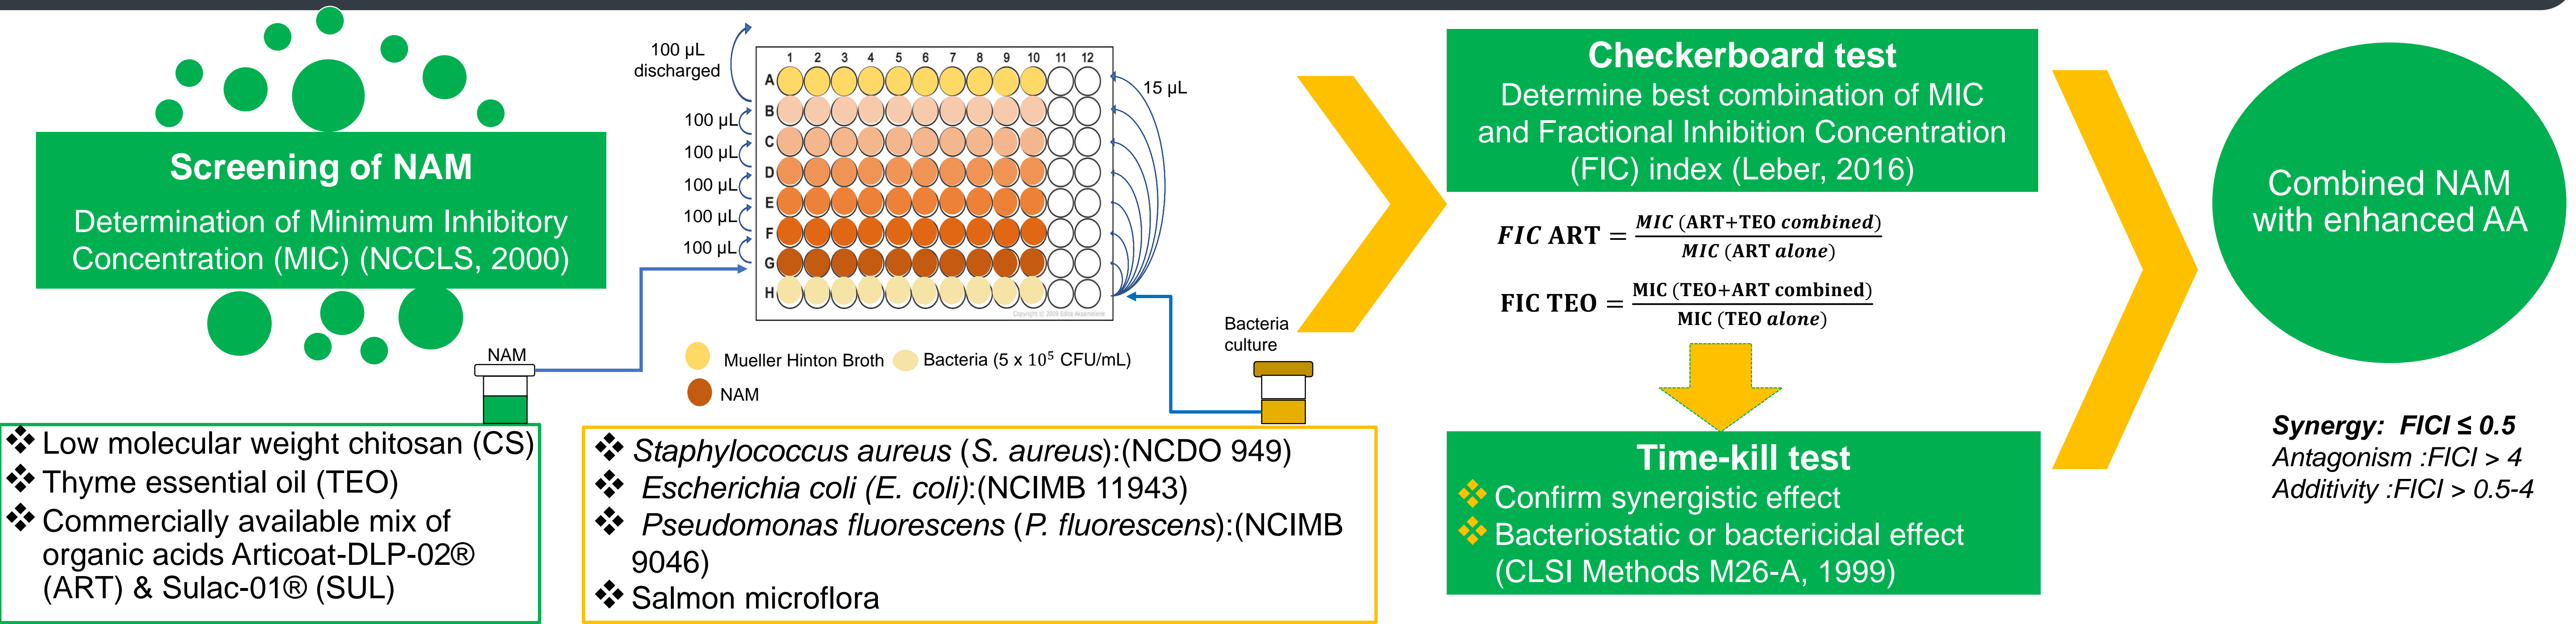 Screening of NAM
Determination of Minimum Inhibitory
Concentration (MIC) (NCCLS, 2000)
NAM
❖ Low molecular weight chitosan (CS)
❖ Thyme essential oil (TEO)
❖ Commercially available mix of
organic acids Articoat-DLP-02®
(ART) & Sulac-01® (SUL)
100 µL
discharged
100 µL
100 µL
100 µL
100 µL
100 µL
1 2 3 4 5 6 7 8 9 10 11 12
A
B
C
D
E
F
G
H
15 µL
Copyright © 2009 Edita Aksamitiene
Mueller Hinton Broth
Bacteria (5 x 10⁵ CFU/mL)
NAM
Bacteria
culture
❖ Staphylococcus aureus (S. aureus):(NCDO 949)
❖ Escherichia coli (E. coli):(NCIMB 11943)
❖ Pseudomonas fluorescens (P. fluorescens):(NCIMB
9046)
❖ Salmon microflora
Checkerboard test
Determine best combination of MIC
and Fractional Inhibition Concentration
(FIC) index (Leber, 2016)
FIC ART = MIC (ART+TEO combined) / MIC (ART alone)
FIC TEO = MIC (TEO+ART combined) / MIC (TEO alone)
Time-kill test
❖ Confirm synergistic effect
❖ Bacteriostatic or bactericidal effect
(CLSI Methods M26-A, 1999)
Combined NAM
with enhanced AA
Synergy: FICI ≤ 0.5
Antagonism :FICI > 4
Additivity :FICI > 0.5-4